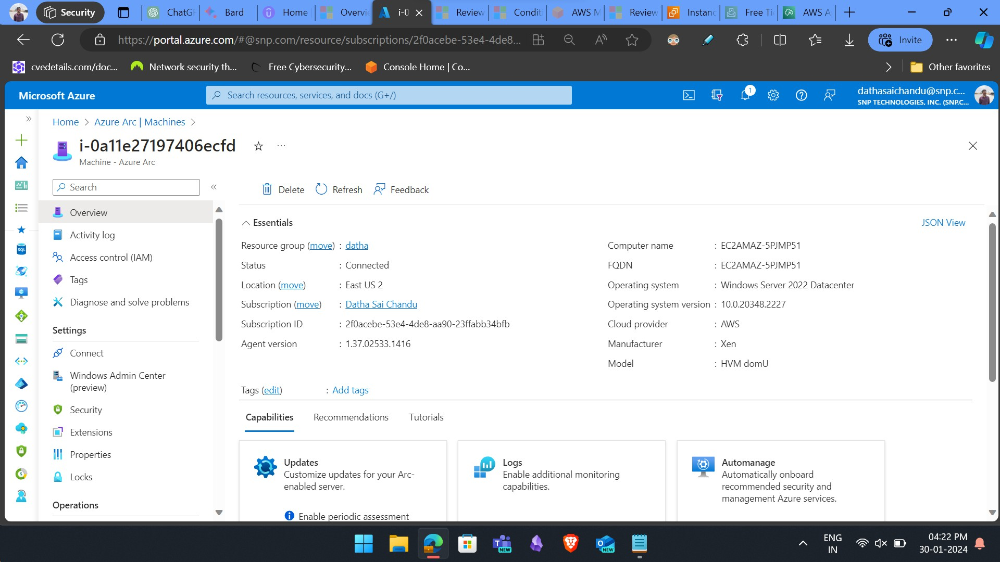 Security
ChatGP
Bard
Home
Overvie
i-0
Review
Conditi
AWS M
Review
Instanc
Free Tie
AWS A
https://portal.azure.com/#@snp.com/resource/subscriptions/2f0acebe-53e4-4de8...
Invite
cvedetails.com/doc...
Network security th...
Free Cybersecurity...
Console Home | Co...
Other favorites
Microsoft Azure
Search resources, services, and docs (G+/)
1
dathasaichandu@snp.c...
SNP TECHNOLOGIES, INC. (SNP.C...
Home > Azure Arc | Machines >
i-0a11e27197406ecfd
Machine - Azure Arc
Search
Delete
Refresh
Feedback
Overview
Activity log
Access control (IAM)
Tags
Diagnose and solve problems
Settings
Connect
Windows Admin Center
(preview)
Security
Extensions
Properties
Locks
Operations
Essentials
JSON View
Resource group (move) : datha
Status : Connected
Location (move) : East US 2
Subscription (move) : Datha Sai Chandu
Subscription ID : 2f0acebe-53e4-4de8-aa90-23ffabb34bfb
Agent version : 1.37.02533.1416
Computer name : EC2AMAZ-5PJMP51
FQDN : EC2AMAZ-5PJMP51
Operating system : Windows Server 2022 Datacenter
Operating system version : 10.0.20348.2227
Cloud provider : AWS
Manufacturer : Xen
Model : HVM domU
Tags (edit) : Add tags
Capabilities
Recommendations
Tutorials
Updates
Customize updates for your Arc-
enabled server.
Enable periodic assessment
Logs
Enable additional monitoring
capabilities.
Automanage
Automatically onboard
recommended security and
management Azure services.
SQL
NEW
NEW
ENG
IN
04:22 PM
30-01-2024